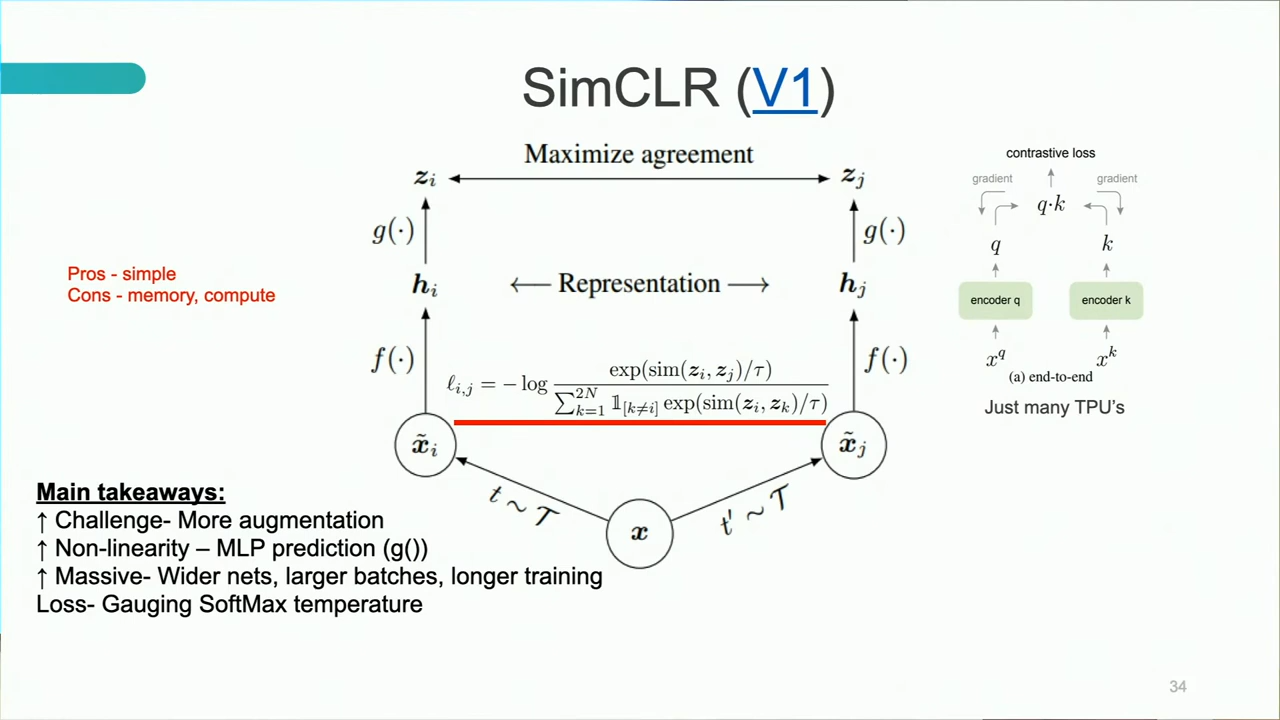 SimCLR (V1)
Maximize agreement
z_i z_j
g(·) g(·)
Pros - simple
Cons - memory, compute
h_i ← Representation → h_j
f(·) f(·)
ℓ_{i,j} = − log exp(sim(z_i, z_j)/τ) / ∑_{k=1}^{2N} 𝟙_{[k≠i]} exp(sim(z_i, z_k)/τ)
x̃_i x̃_j
t ∼ T t′ ∼ T
x
contrastive loss
gradient gradient
q·k
q k
encoder q encoder k
x^q x^k
(a) end-to-end
Just many TPU’s
Main takeaways:
↑ Challenge- More augmentation
↑ Non-linearity – MLP prediction (g())
↑ Massive- Wider nets, larger batches, longer training
Loss- Gauging SoftMax temperature
34